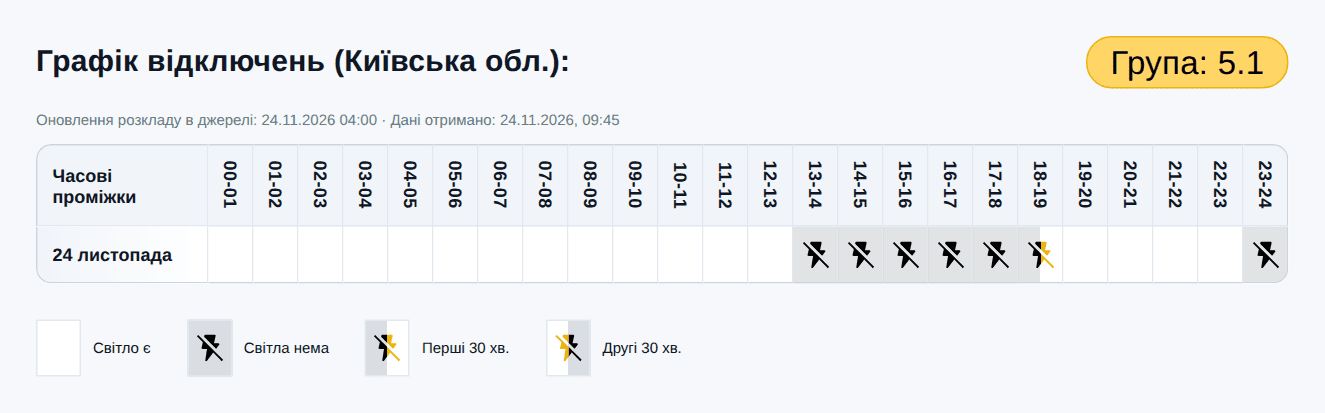 Графік відключень (Київська обл.):
Група: 5.1
Оновлення розкладу в джерелі: 24.11.2026 04:00 · Дані отримано: 24.11.2026, 09:45
Часові
проміжки
00-01
01-02
02-03
03-04
04-05
05-06
06-07
07-08
08-09
09-10
10-11
11-12
12-13
13-14
14-15
15-16
16-17
17-18
18-19
19-20
20-21
21-22
22-23
23-24
24 листопада
Світло є
Світла нема
Перші 30 хв.
Другі 30 хв.